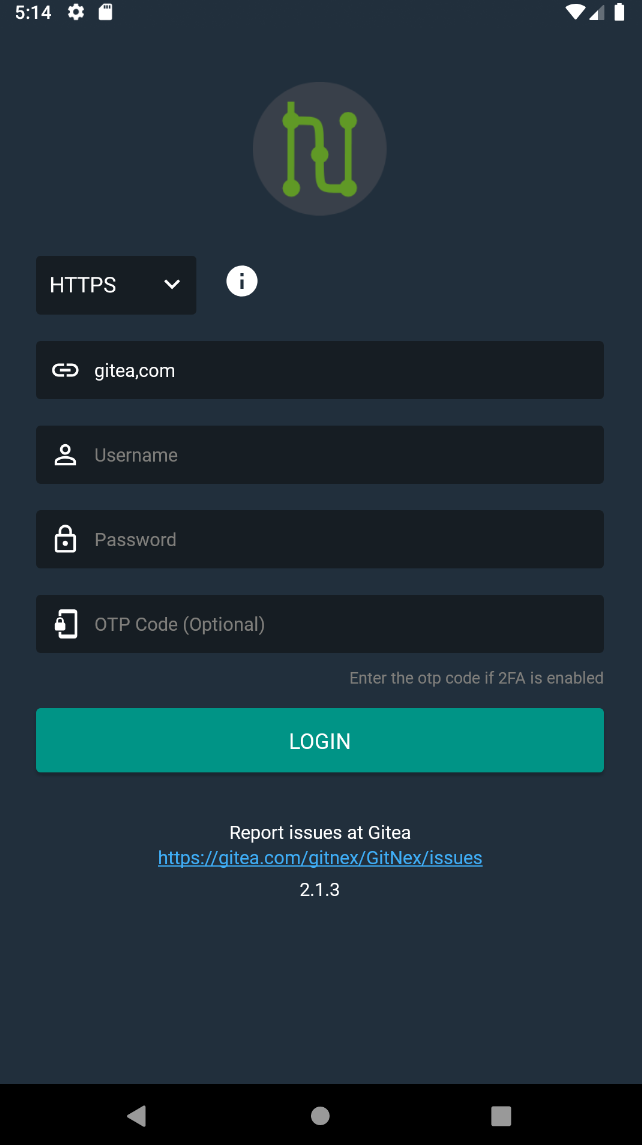 5:14
HTTPS
gitea,com
Username
Password
OTP Code (Optional)
Enter the otp code if 2FA is enabled
LOGIN
Report issues at Gitea
https://gitea.com/gitnex/GitNex/issues
2.1.3